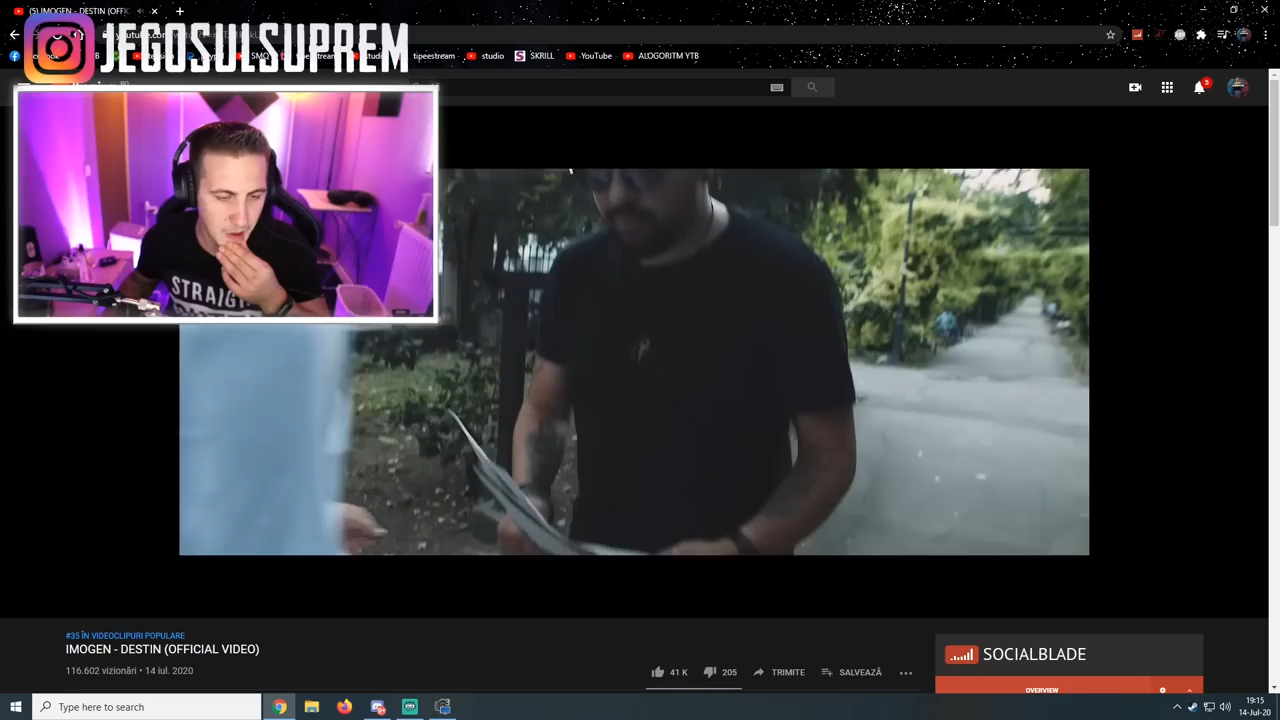 (5) IMOGEN - DESTIN (OFFIC
JEGOSULSUPREM
tipeestream
studio
SKRILL
-YouTube
ALOGORITM YTB
5
STRAIGH
#35 ÎN VIDEOCLIPURI POPULARE
IMOGEN - DESTIN (OFFICIAL VIDEO)
116.602 vizionări • 14 iul. 2020
41 K
205
TRIMITE
SALVEAZĂ
SOCIALBLADE
OVERVIEW
Type here to search
19:15
14-Jul-20